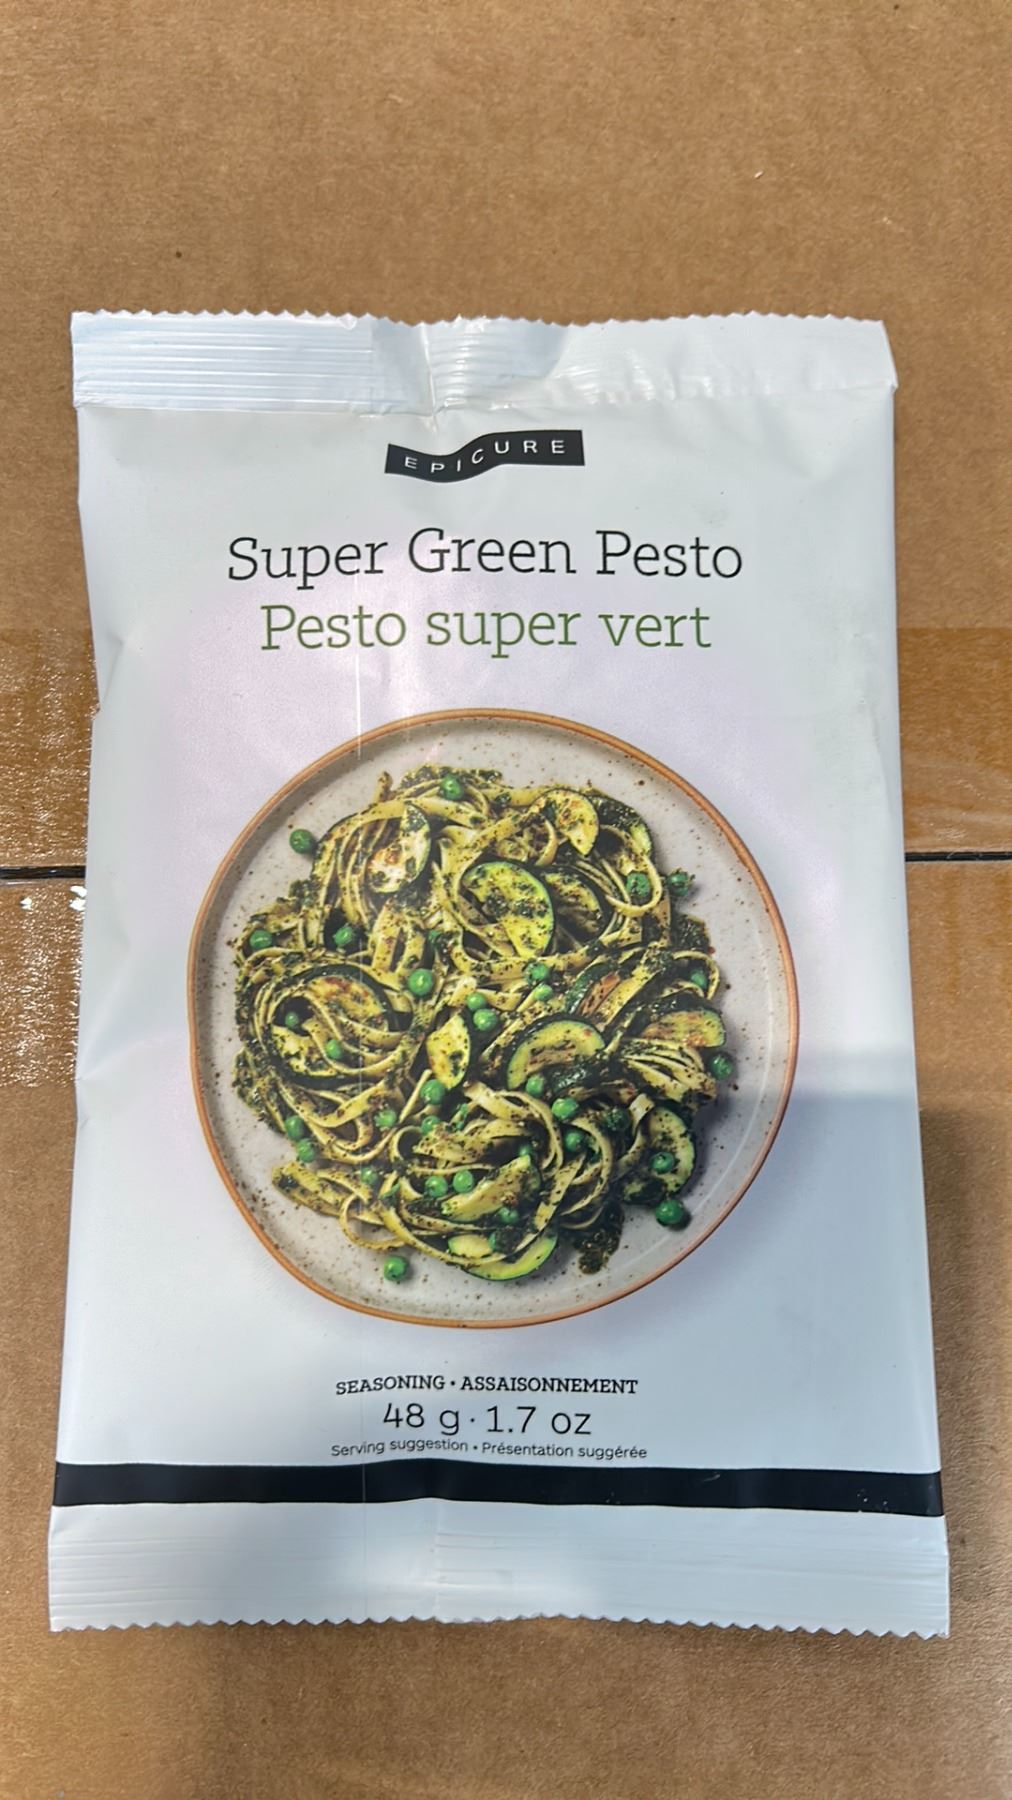 EPICURE
Super Green Pesto
Pesto super vert
SEASONING • ASSAISONNEMENT
48 g · 1.7 oz
Serving suggestion • Présentation suggérée